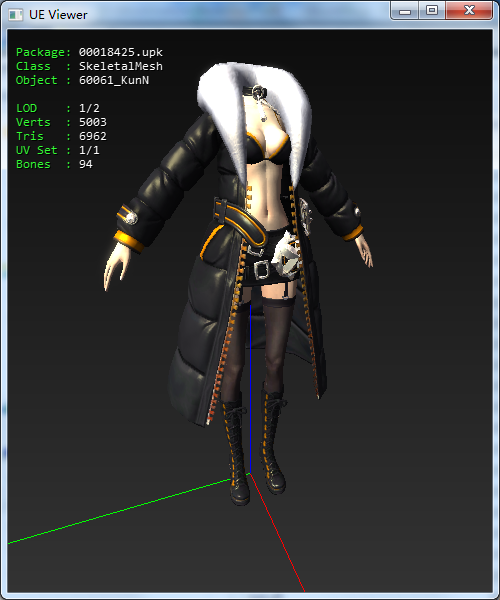 UE Viewer
Package: 00018425.upk
Class : SkeletalMesh
Object : 60061_KunN
LOD : 1/2
Verts : 5003
Tris : 6962
UV Set : 1/1
Bones : 94